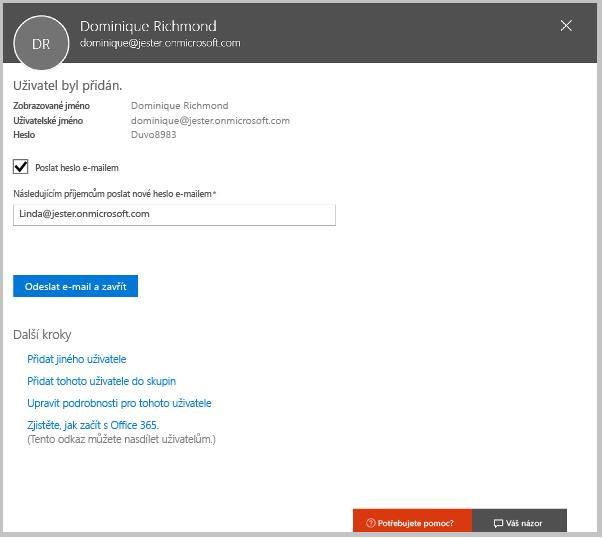 DR
Dominique Richmond
dominique@jester.onmicrosoft.com
Uživatel byl přidán.
Zobrazované jméno Dominique Richmond
Uživatelské jméno dominique@jester.onmicrosoft.com
Heslo Duvo8983
Poslat heslo e-mailem
Následujícím příjemcům poslat nové heslo e-mailem*
Linda@jester.onmicrosoft.com
Odeslat e-mail a zavřít
Další kroky
Přidat jiného uživatele
Přidat tohoto uživatele do skupin
Upravit podrobnosti pro tohoto uživatele
Zjistěte, jak začít s Office 365.
(Tento odkaz můžete nasdílet uživatelům.)
Potřebujete pomoc? Váš názor